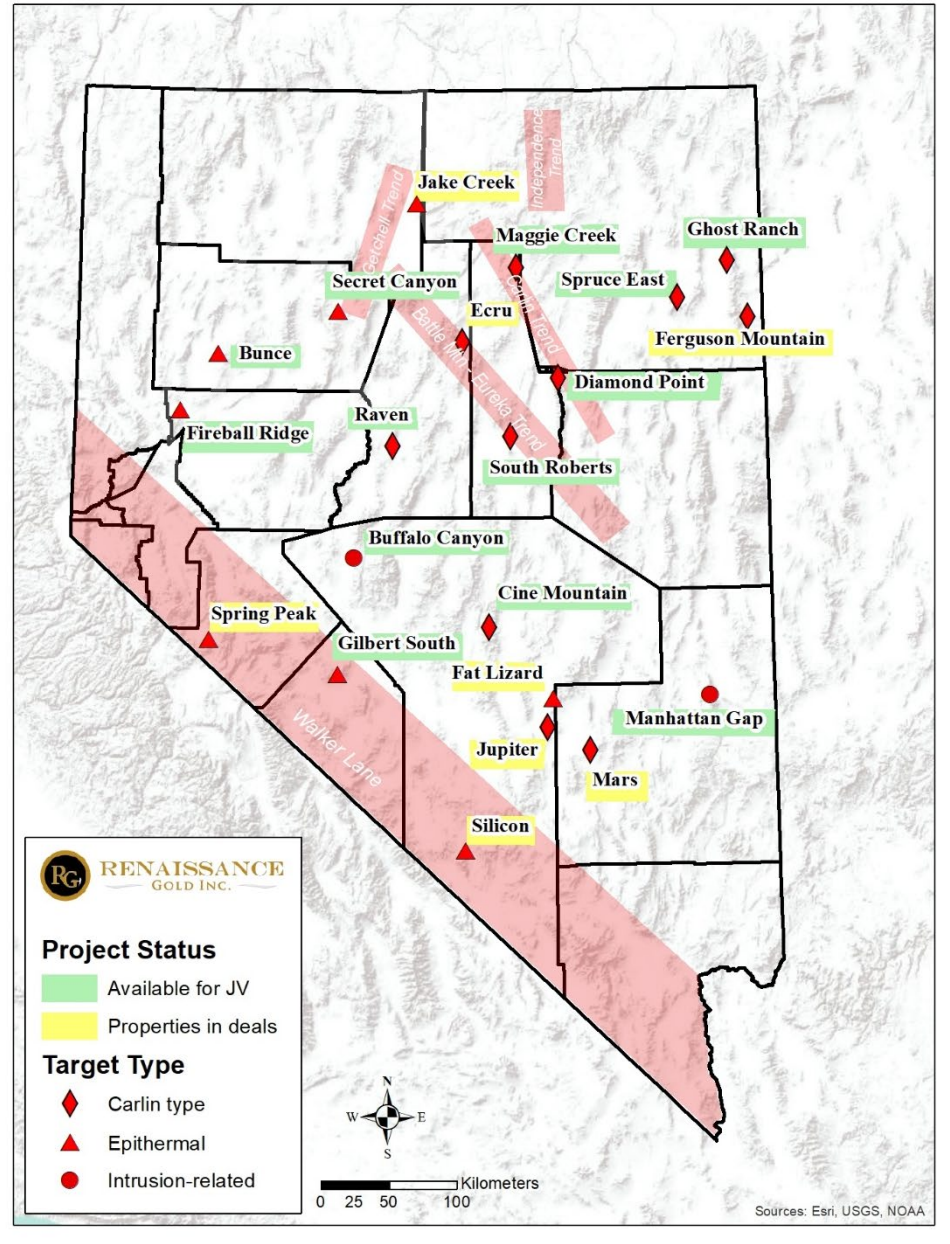 Independence
Trend
Jake Creek
Getchell Trend
Maggie Creek
Ghost Ranch
Secret Canyon
Spruce East
Ecru
Carlin Trend
Ferguson Mountain
Battle Mtn - Eureka Trend
Bunce
Diamond Point
Raven
Fireball Ridge
South Roberts
Buffalo Canyon
Cine Mountain
Spring Peak
Gilbert South
Fat Lizard
Manhattan Gap
Walker Lane
Jupiter
Mars
Silicon
RG
RENAISSANCE
GOLD INC.
Project Status
Available for JV
Properties in deals
Target Type
Carlin type
Epithermal
Intrusion-related
N
W E
S
Kilometers
0 25 50 100
Sources: Esri, USGS, NOAA